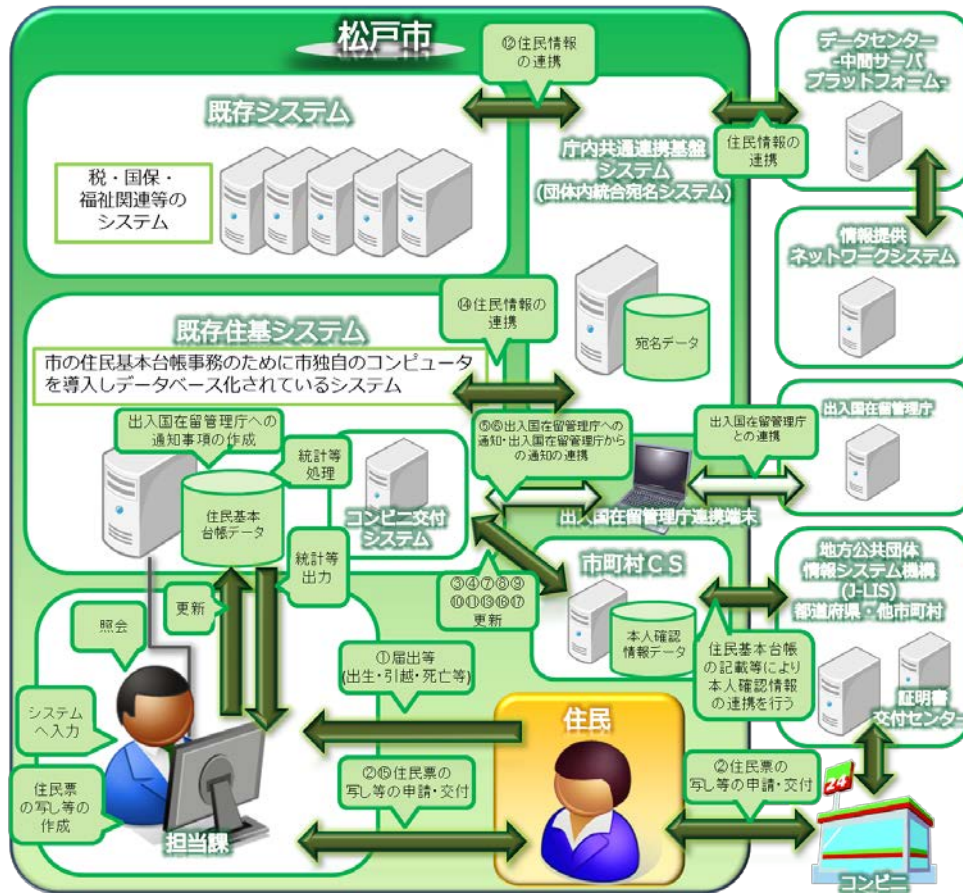 松戸市
⑫住民情報
の連携
データセンター
-中間サーバ
プラットフォーム-
既存システム
税・国保・
福祉関連等の
システム
庁内共通連携基盤
システム
(団体内統合宛名システム)
住民情報の
連携
情報提供
ネットワークシステム
宛名データ
⑭住民情報の
連携
既存住基システム
市の住民基本台帳事務のために市独自のコンピュータ
を導入しデータベース化されているシステム
出入国在留管理庁への
通知事項の作成
統計等
処理
住民基本
台帳データ
コンビニ交付
システム
⑤⑥出入国在留管理庁への
通知・出入国在留管理庁から
の通知の連携
出入国在留管理庁
との連携
出入国在留管理庁
出入国在留管理庁連携端末
統計等
出力
更新
照会
③④⑦⑧⑨
⑩⑪⑬⑯⑰
更新
市町村CS
本人確認
情報データ
地方公共団体
情報システム機構
(J-LIS)
都道府県・他市町村
住民基本台帳
の記載等により
本人確認情報
の連携を行う
証明書
交付センター
①届出等
(出生・引越・死亡等)
システム
へ入力
住民票
の写し等の
作成
担当課
②⑮住民票の
写し等の申請・交付
住民
②住民票の
写し等の申請・交付
24
コンビニ